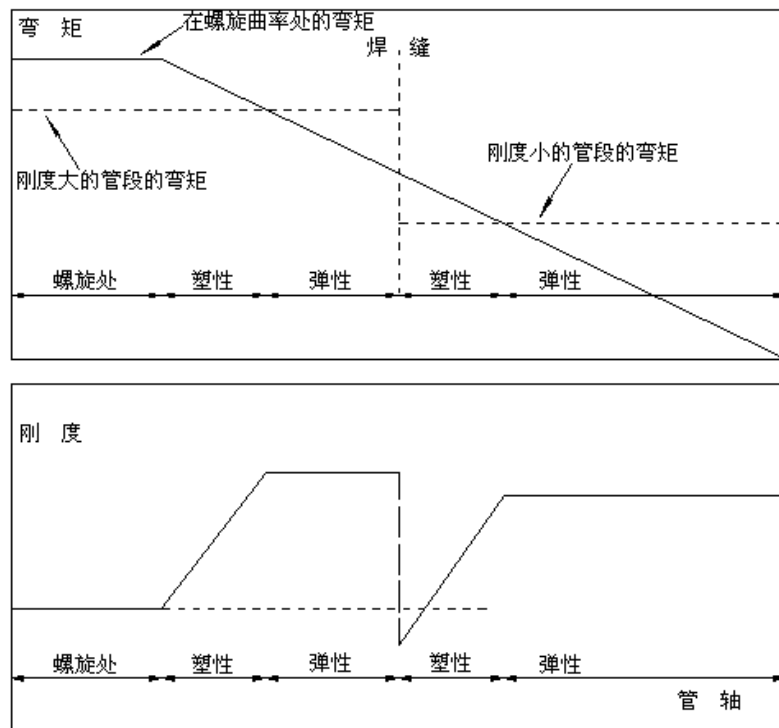 弯 矩
在螺旋曲率处的弯矩
焊 缝
刚度大的管段的弯矩
刚度小的管段的弯矩
螺旋处 塑性 弹性 塑性 弹性
刚 度
螺旋处 塑性 弹性 塑性 弹性
管 轴